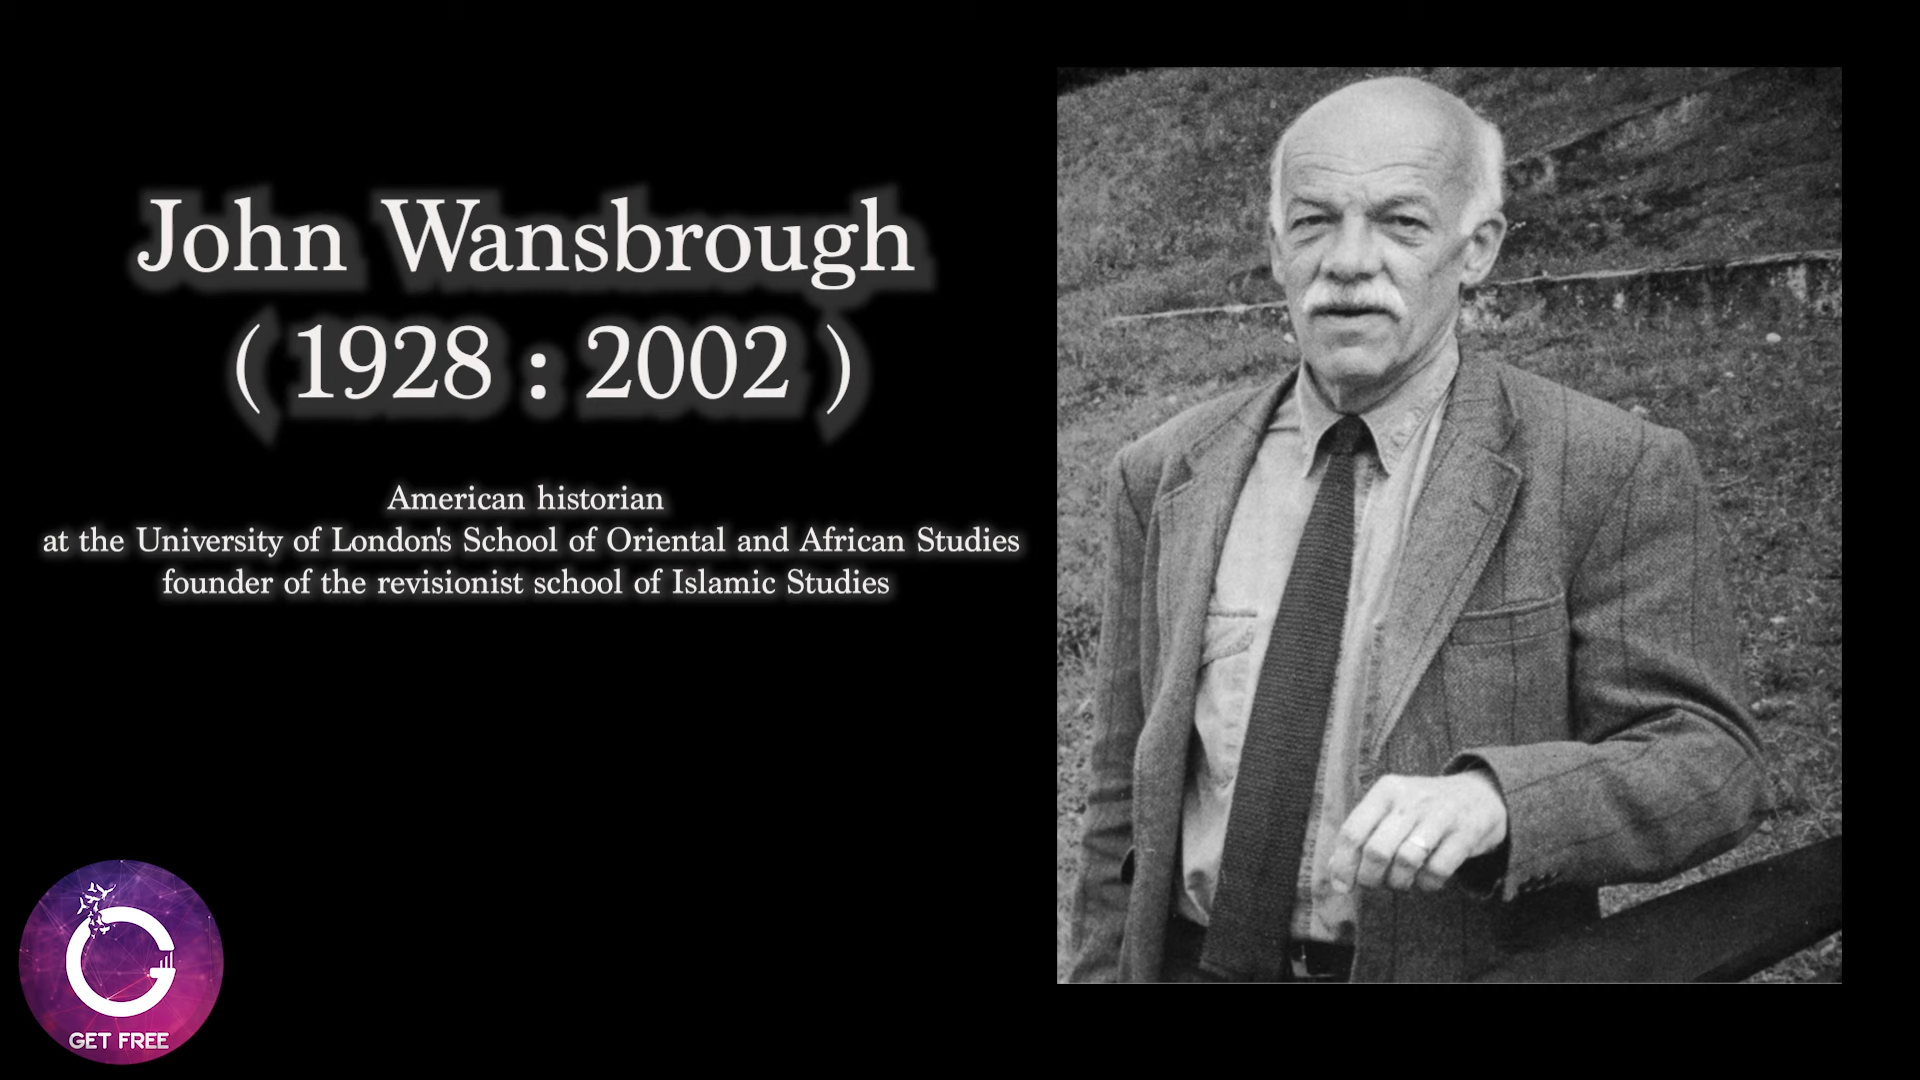 John Wansbrough
( 1928 : 2002 )
American historian
at the University of London's School of Oriental and African Studies
founder of the revisionist school of Islamic Studies
GET FREE